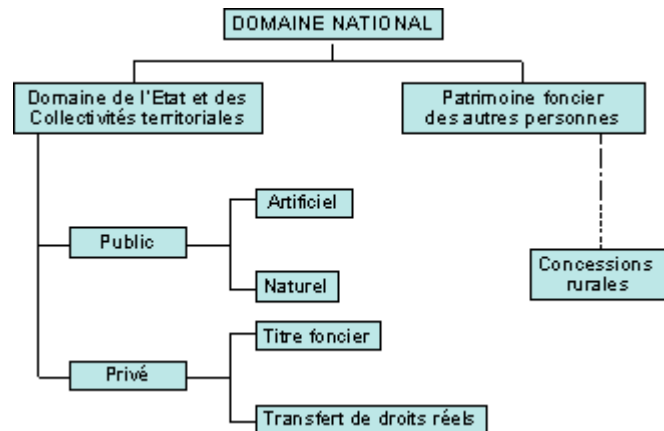 DOMAINE NATIONAL
Domaine de l'Etat et des
Collectivités territoriales
Patrimoine foncier
des autres personnes
Artificiel
Public
Naturel
Concessions
rurales
Titre foncier
Privé
Transfert de droits réels